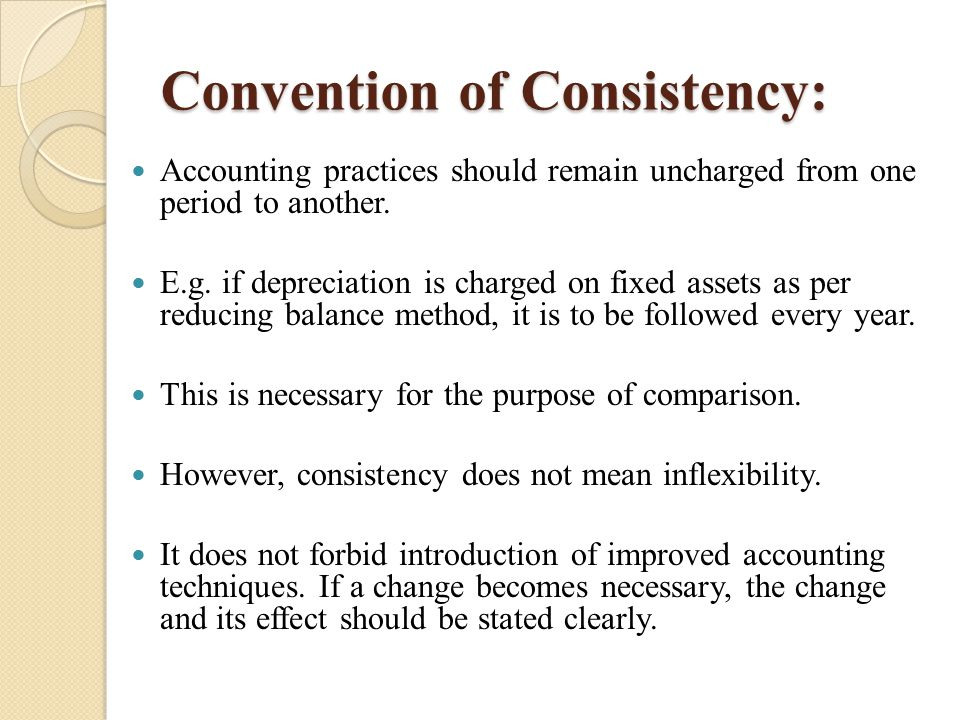 Convention of Consistency:
Accounting practices should remain uncharged from one
period to another.
E.g. if depreciation is charged on fixed assets as per
reducing balance method, it is to be followed every year.
This is necessary for the purpose of comparison.
However, consistency does not mean inflexibility.
It does not forbid introduction of improved accounting
techniques. If a change becomes necessary, the change
and its effect should be stated clearly.